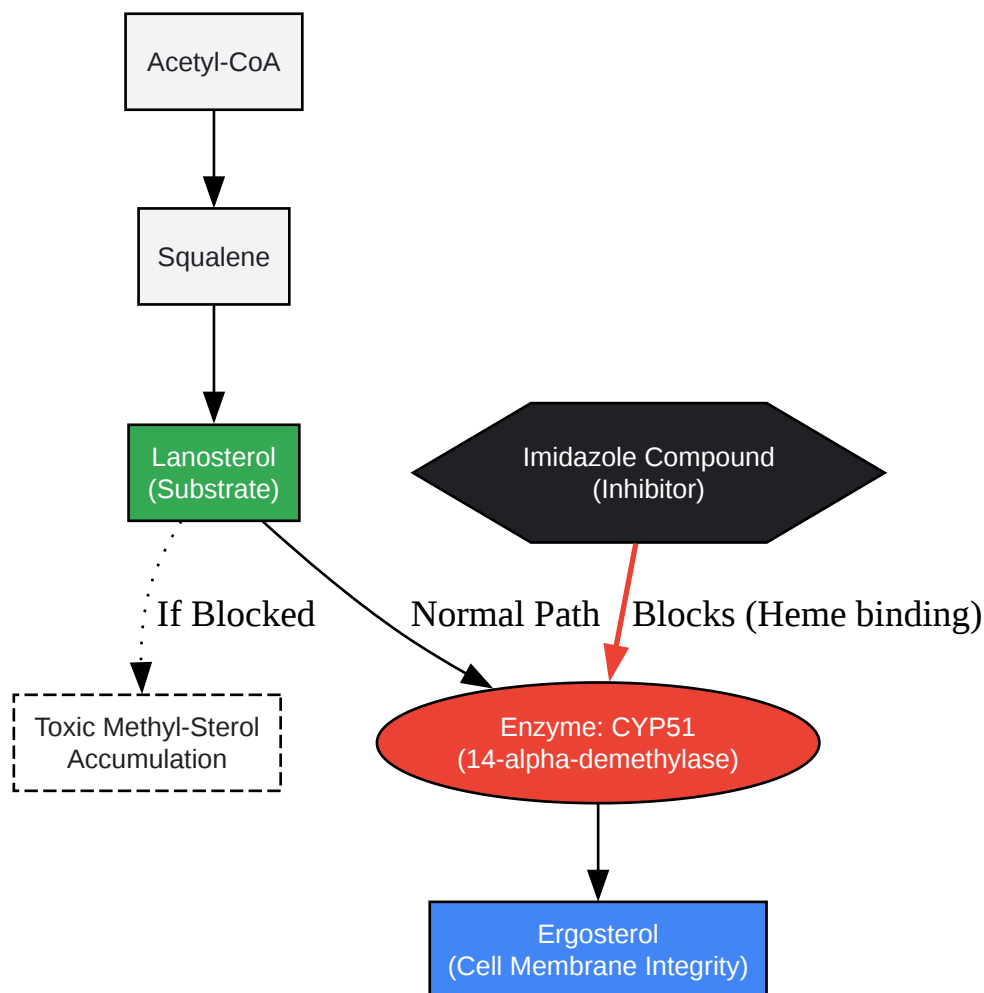 Acetyl-CoA
Squalene
Lanosterol
(Substrate)
Imidazole Compound
(Inhibitor)
If Blocked
Normal Path
Blocks (Heme binding)
Toxic Methyl-Sterol
Accumulation
Enzyme: CYP51
(14-alpha-demethylase)
Ergosterol
(Cell Membrane Integrity)